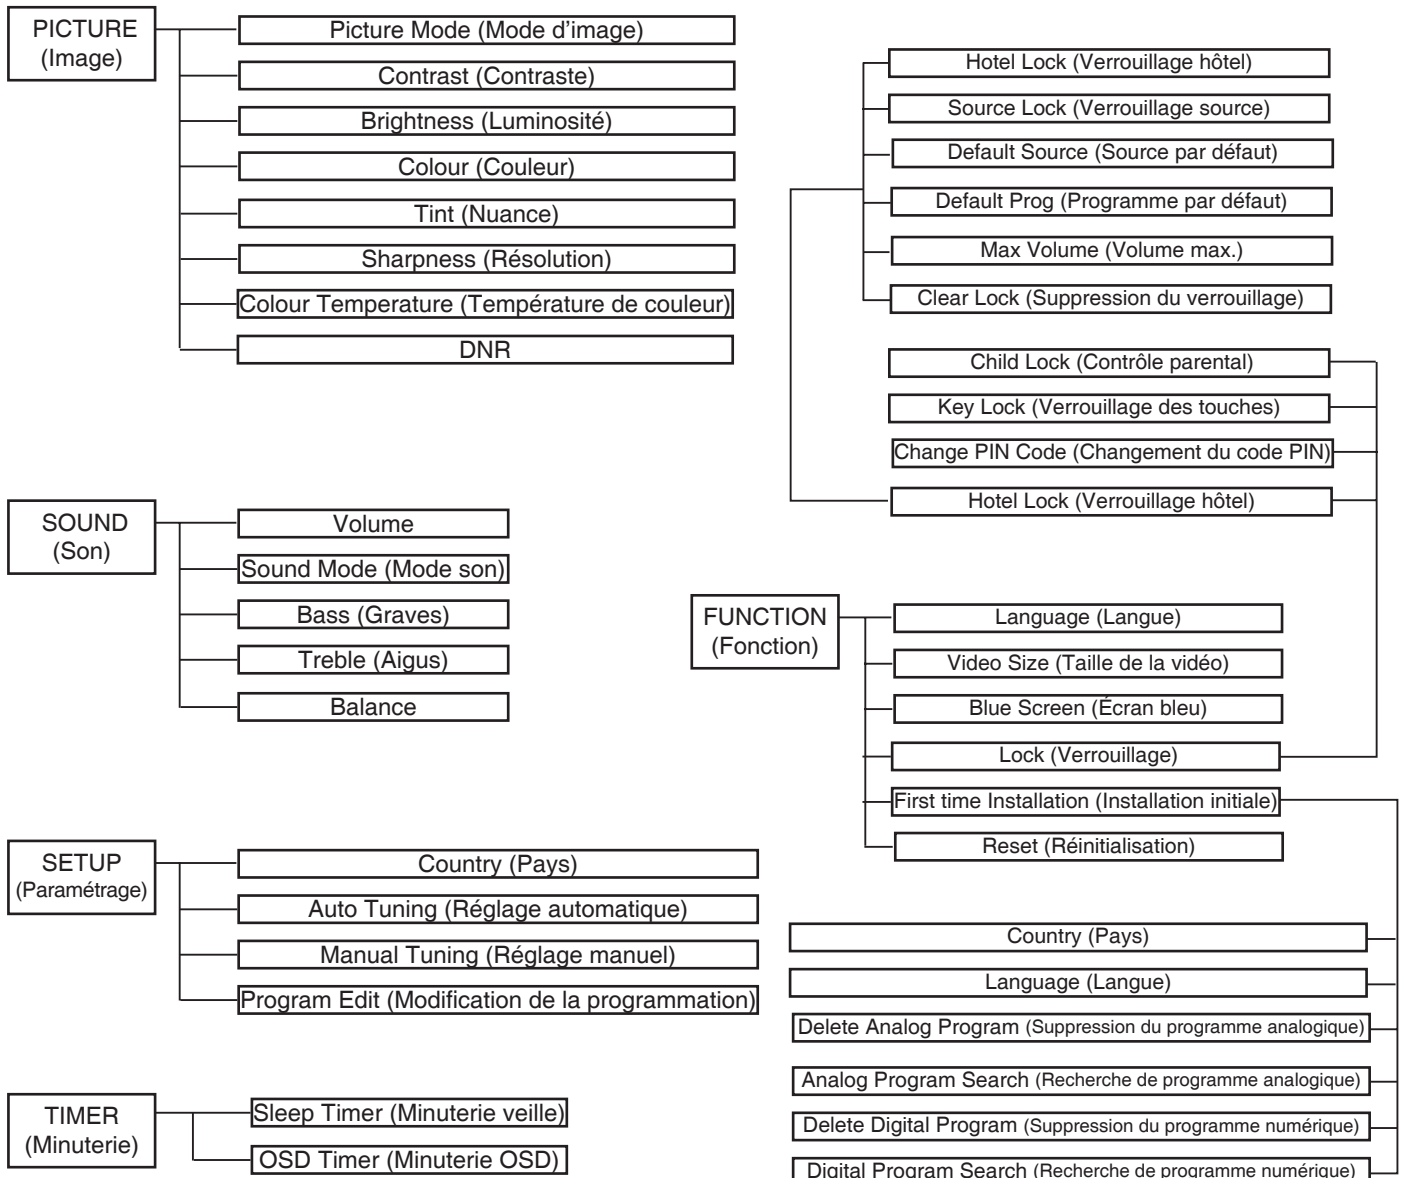 PICTURE
(Image)
Picture Mode (Mode d'image)
Contrast (Contraste)
Brightness (Luminosité)
Colour (Couleur)
Tint (Nuance)
Sharpness (Résolution)
Colour Temperature (Température de couleur)
DNR
SOUND
(Son)
Volume
Sound Mode (Mode son)
Bass (Graves)
Treble (Aigus)
Balance
SETUP
(Paramétrage)
Country (Pays)
Auto Tuning (Réglage automatique)
Manual Tuning (Réglage manuel)
Program Edit (Modification de la programmation)
TIMER
(Minuterie)
Sleep Timer (Minuterie veille)
OSD Timer (Minuterie OSD)
Hotel Lock (Verrouillage hôtel)
Source Lock (Verrouillage source)
Default Source (Source par défaut)
Default Prog (Programme par défaut)
Max Volume (Volume max.)
Clear Lock (Suppression du verrouillage)
Child Lock (Contrôle parental)
Key Lock (Verrouillage des touches)
Change PIN Code (Changement du code PIN)
Hotel Lock (Verrouillage hôtel)
FUNCTION
(Fonction)
Language (Langue)
Video Size (Taille de la vidéo)
Blue Screen (Écran bleu)
Lock (Verrouillage)
First time Installation (Installation initiale)
Reset (Réinitialisation)
Country (Pays)
Language (Langue)
Delete Analog Program (Suppression du programme analogique)
Analog Program Search (Recherche de programme analogique)
Delete Digital Program (Suppression du programme numérique)
Digital Program Search (Recherche de programme numérique)